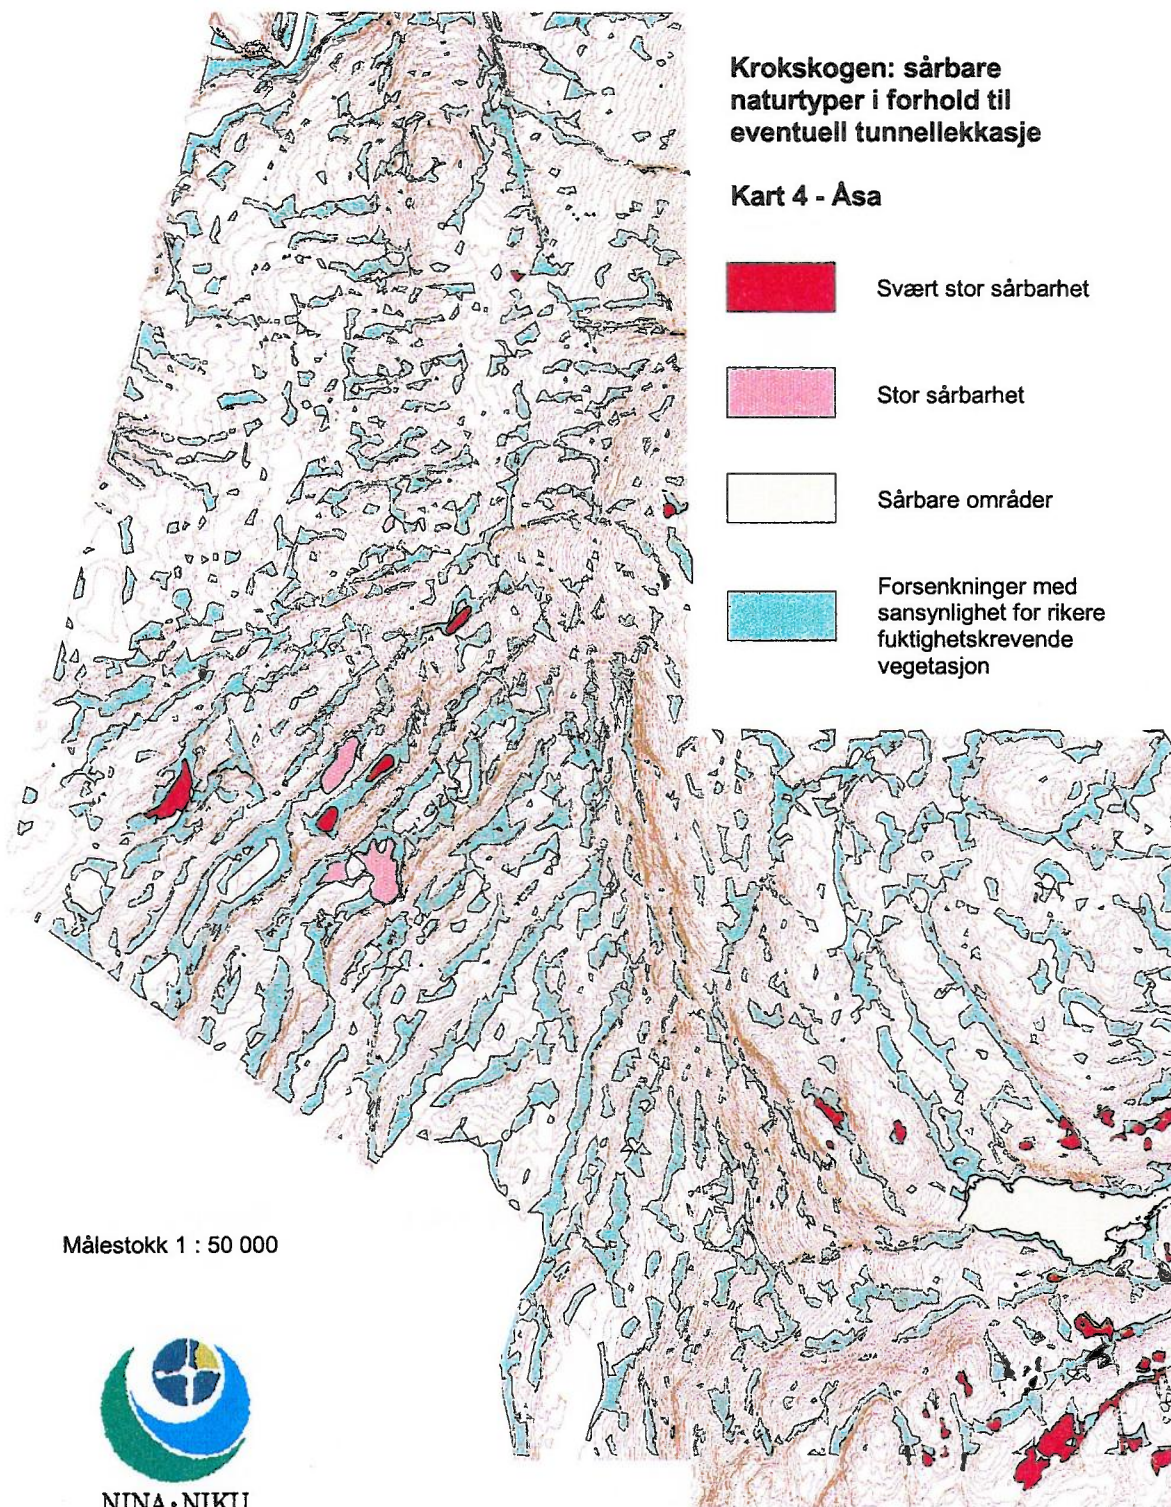 Krokskogen: sårbare
naturtyper i forhold til
eventuell tunnellekkasje
Kart 4 - Åsa
Svært stor sårbarhet
Stor sårbarhet
Sårbare områder
Forsenkninger med
sansynlighet for rikere
fuktighetskrevende
vegetasjon
Målestokk 1 : 50 000
NINA•NIKU